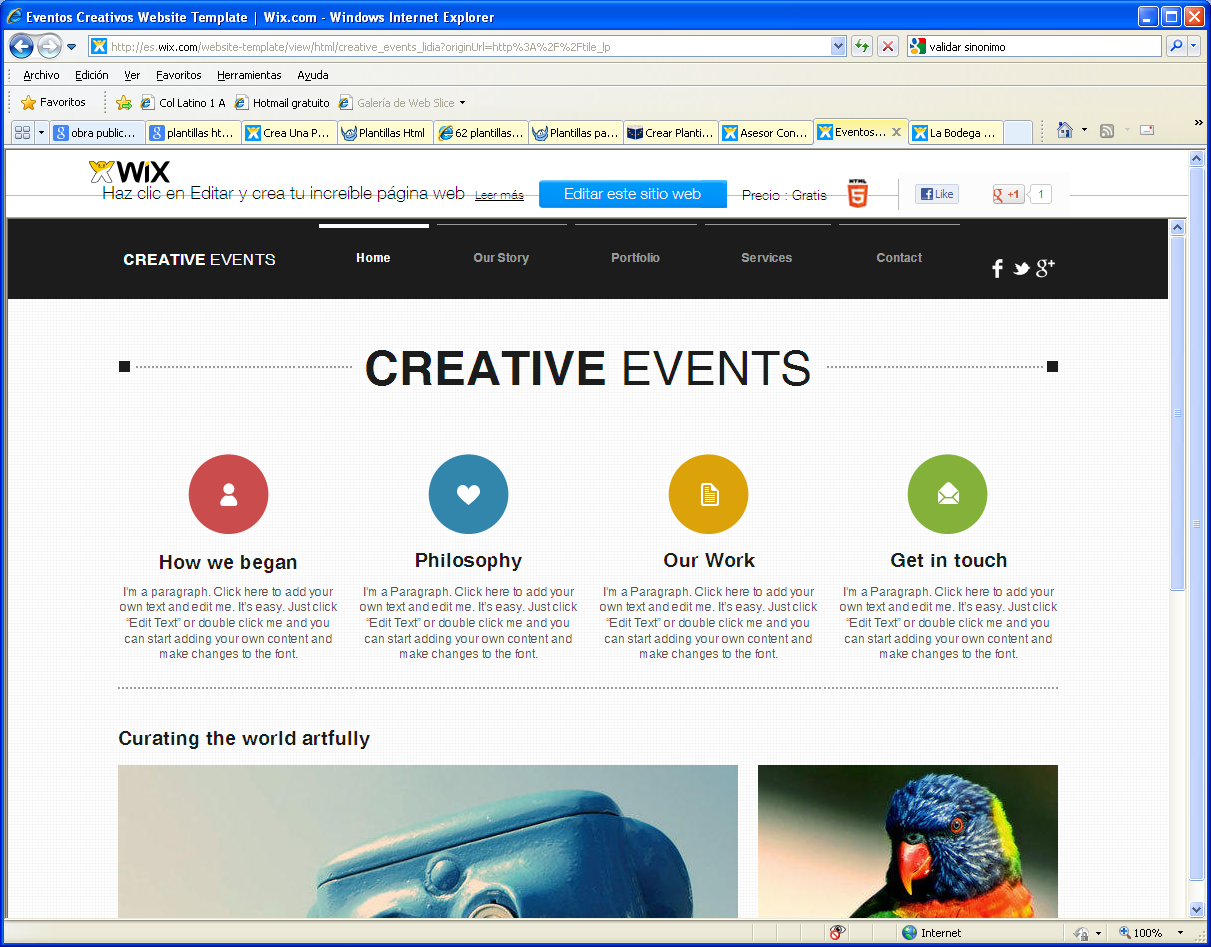 Eventos Creativos Website Template | Wix.com - Windows Internet Explorer
http://es.wix.com/website-template/view/html/creative_events_lidia?originUrl=http%3A%2F%2Ftile_lp
validar sinonimo
Archivo Edición Ver Favoritos Herramientas Ayuda
Favoritos Col Latino 1 A Hotmail gratuito Galería de Web Slice
obra public... plantillas ht... Crea Una P... Plantillas Html 62 plantillas... Plantillas pa... Crear Planti... Asesor Con... Eventos... La Bodega ...
WiX
Haz clic en Editar y crea tu increíble página web Leer más Editar este sitio web Precio : Gratis HTML 5 Like +1 1
CREATIVE EVENTS Home Our Story Portfolio Services Contact
CREATIVE EVENTS
How we began
I'm a paragraph. Click here to add your
own text and edit me. It's easy. Just click
“Edit Text” or double click me and you
can start adding your own content and
make changes to the font.
Philosophy
I'm a Paragraph. Click here to add your
own text and edit me. It's easy. Just click
“Edit Text” or double click me and you
can start adding your own content and
make changes to the font.
Our Work
I'm a Paragraph. Click here to add your
own text and edit me. It's easy. Just click
“Edit Text” or double click me and you
can start adding your own content and
make changes to the font.
Get in touch
I'm a Paragraph. Click here to add your
own text and edit me. It's easy. Just click
“Edit Text” or double click me and you
can start adding your own content and
make changes to the font.
Curating the world artfully
Internet 100%